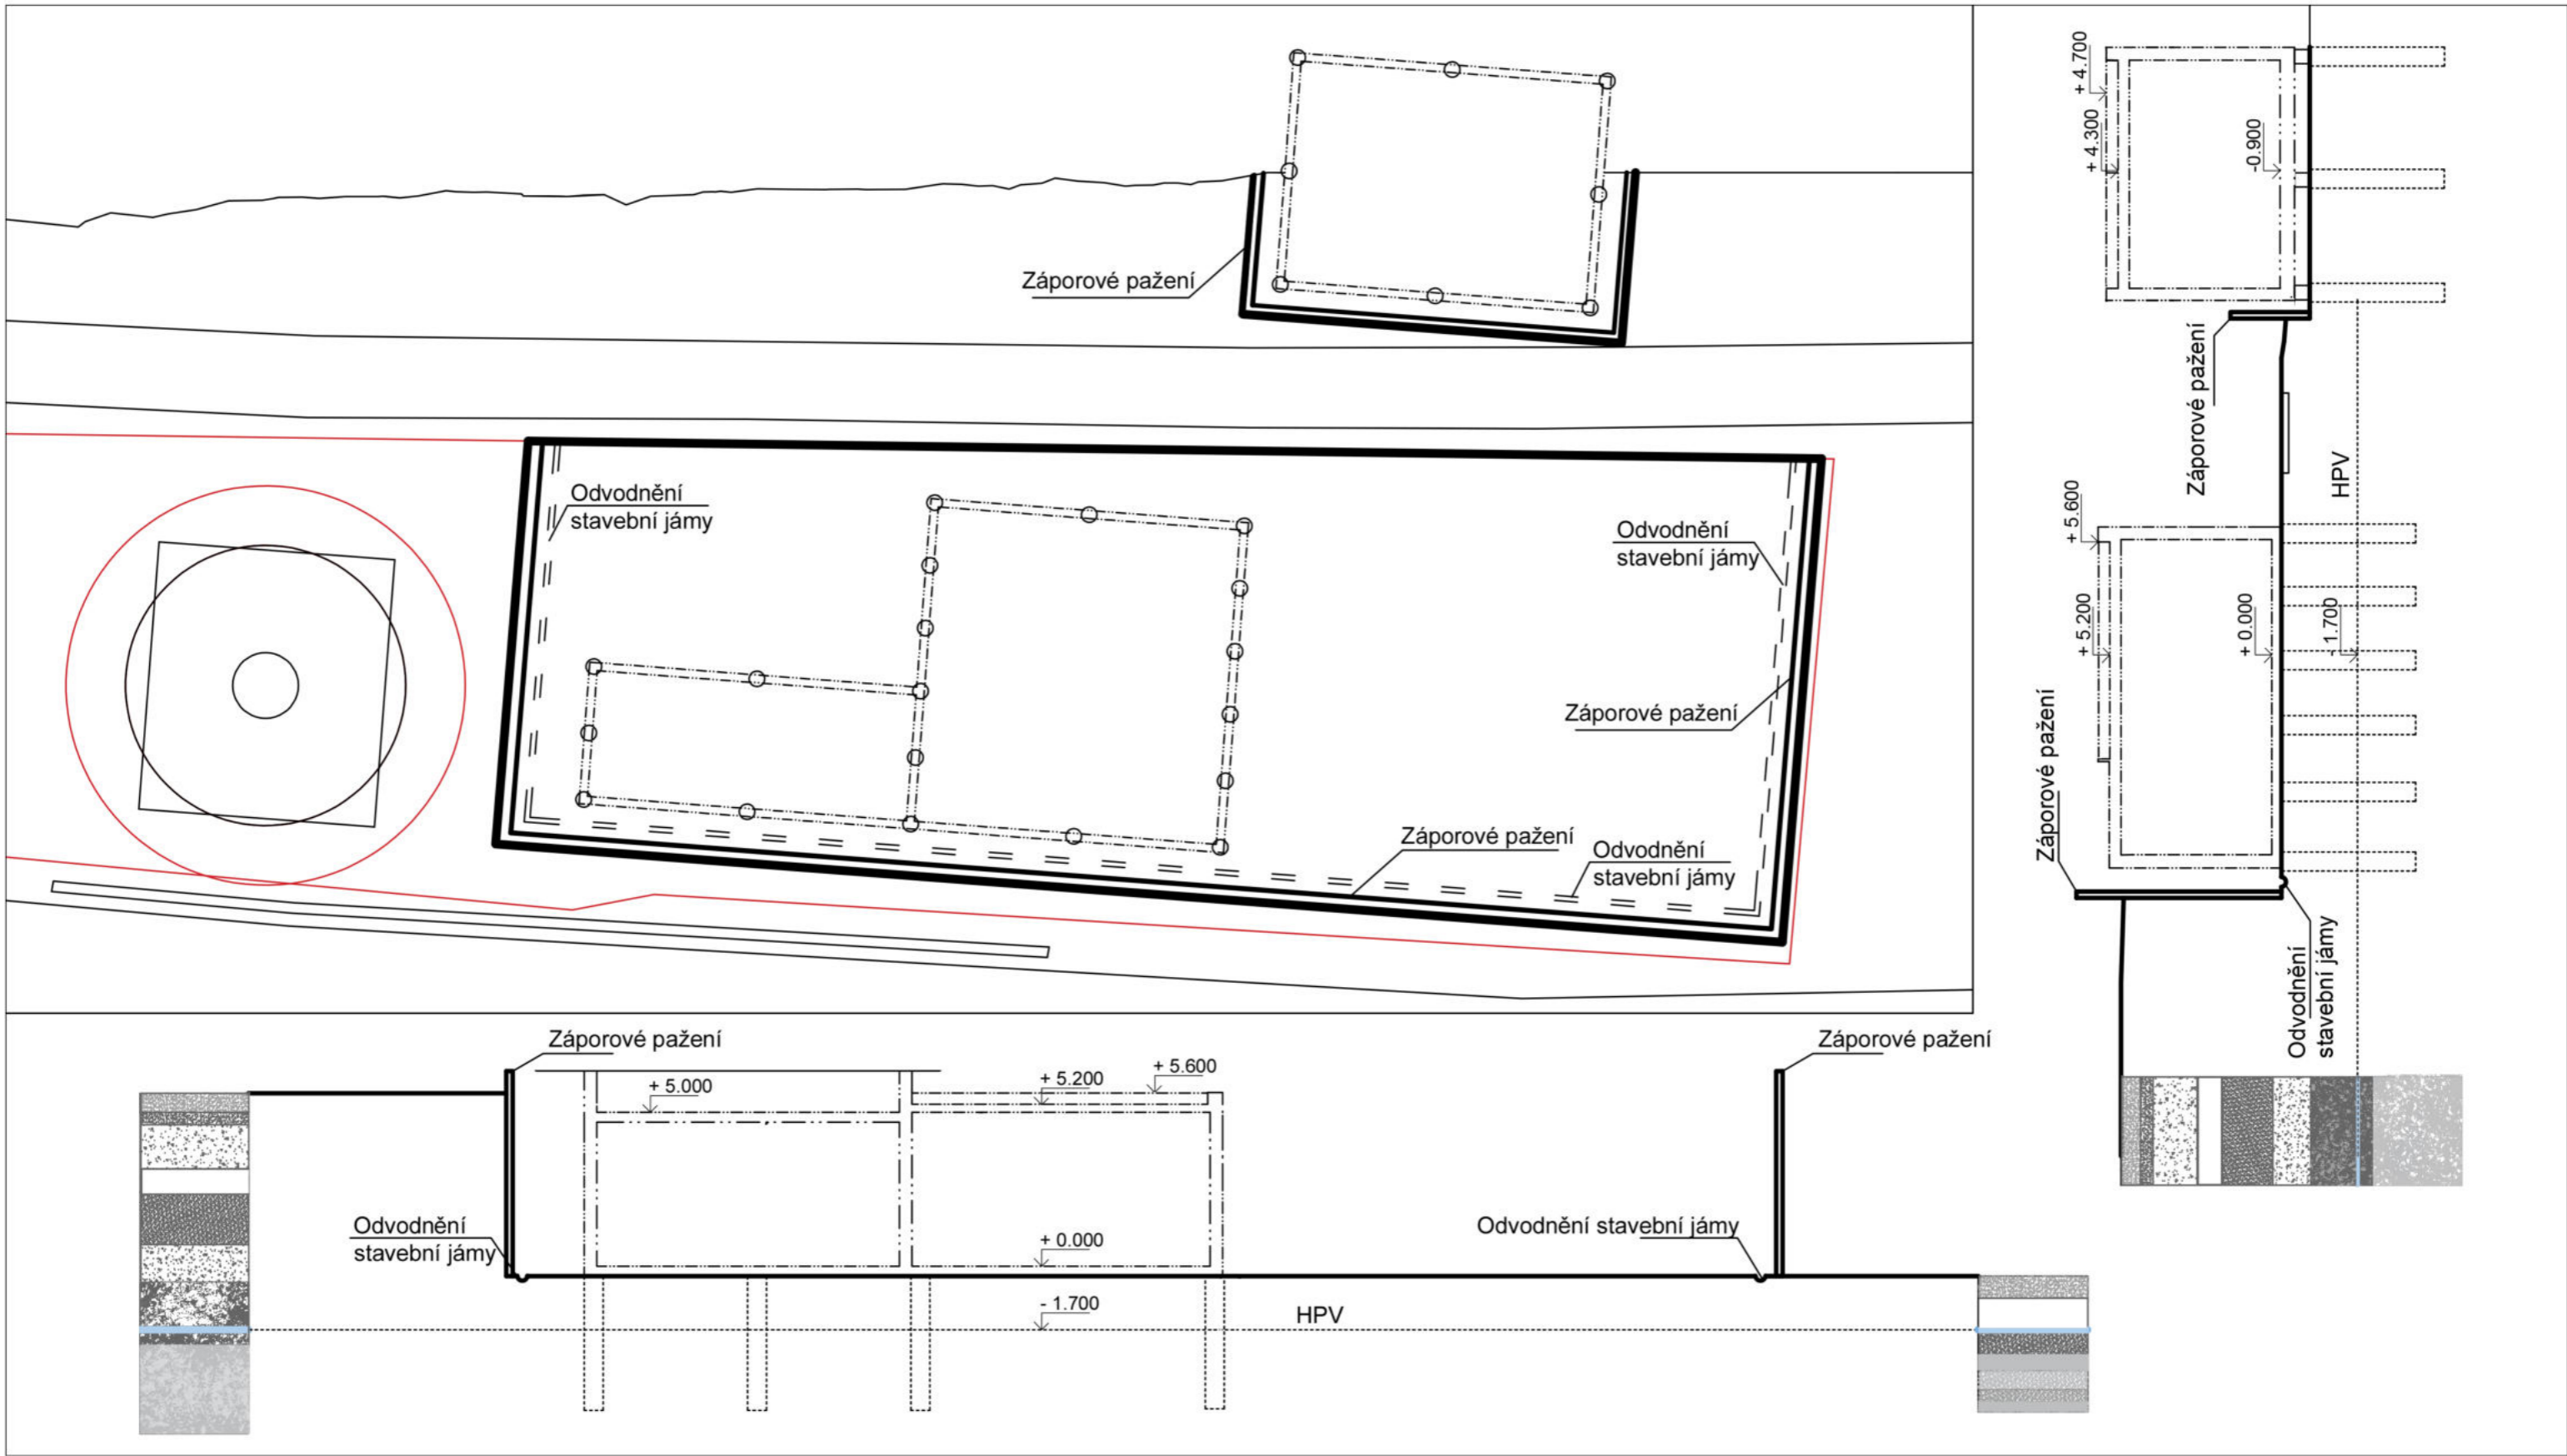 Záporové pažení
Odvodnění
stavební jámy
Odvodnění
stavební jámy
Záporové pažení
Záporové pažení
Odvodnění
stavební jámy
+ 4.700
+ 4.300
-0.900
Záporové pažení
HPV
+ 5.600
+ 5.200
+ 0.000
- 1.700
Záporové pažení
Odvodnění
stavební jámy
Záporové pažení
+ 5.000
+ 5.200
+ 5.600
Záporové pažení
Odvodnění
stavební jámy
+ 0.000
Odvodnění stavební jámy
- 1.700
HPV